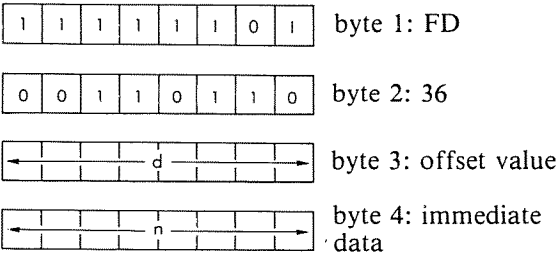 1 1 1 1 1 1 0 1 byte 1: FD
0 0 1 1 0 1 1 0 byte 2: 36
d byte 3: offset value
n byte 4: immediate
data